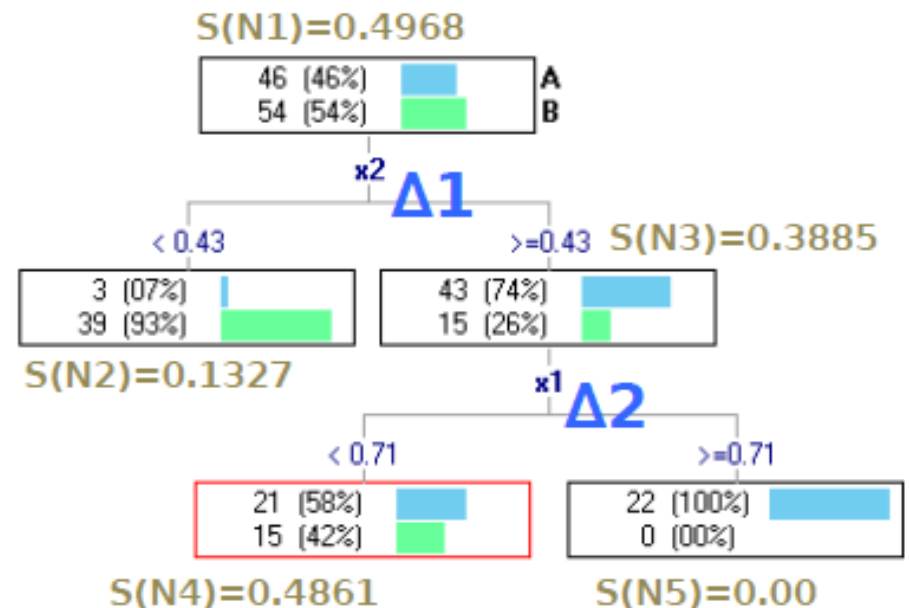 S(N1)=0.4968
46 (46%) A
54 (54%) B
x2
Δ1
< 0.43
>=0.43 S(N3)=0.3885
3 (07%)
39 (93%)
43 (74%)
15 (26%)
S(N2)=0.1327
x1
Δ2
< 0.71
>=0.71
21 (58%)
15 (42%)
22 (100%)
0 (00%)
S(N4)=0.4861
S(N5)=0.00